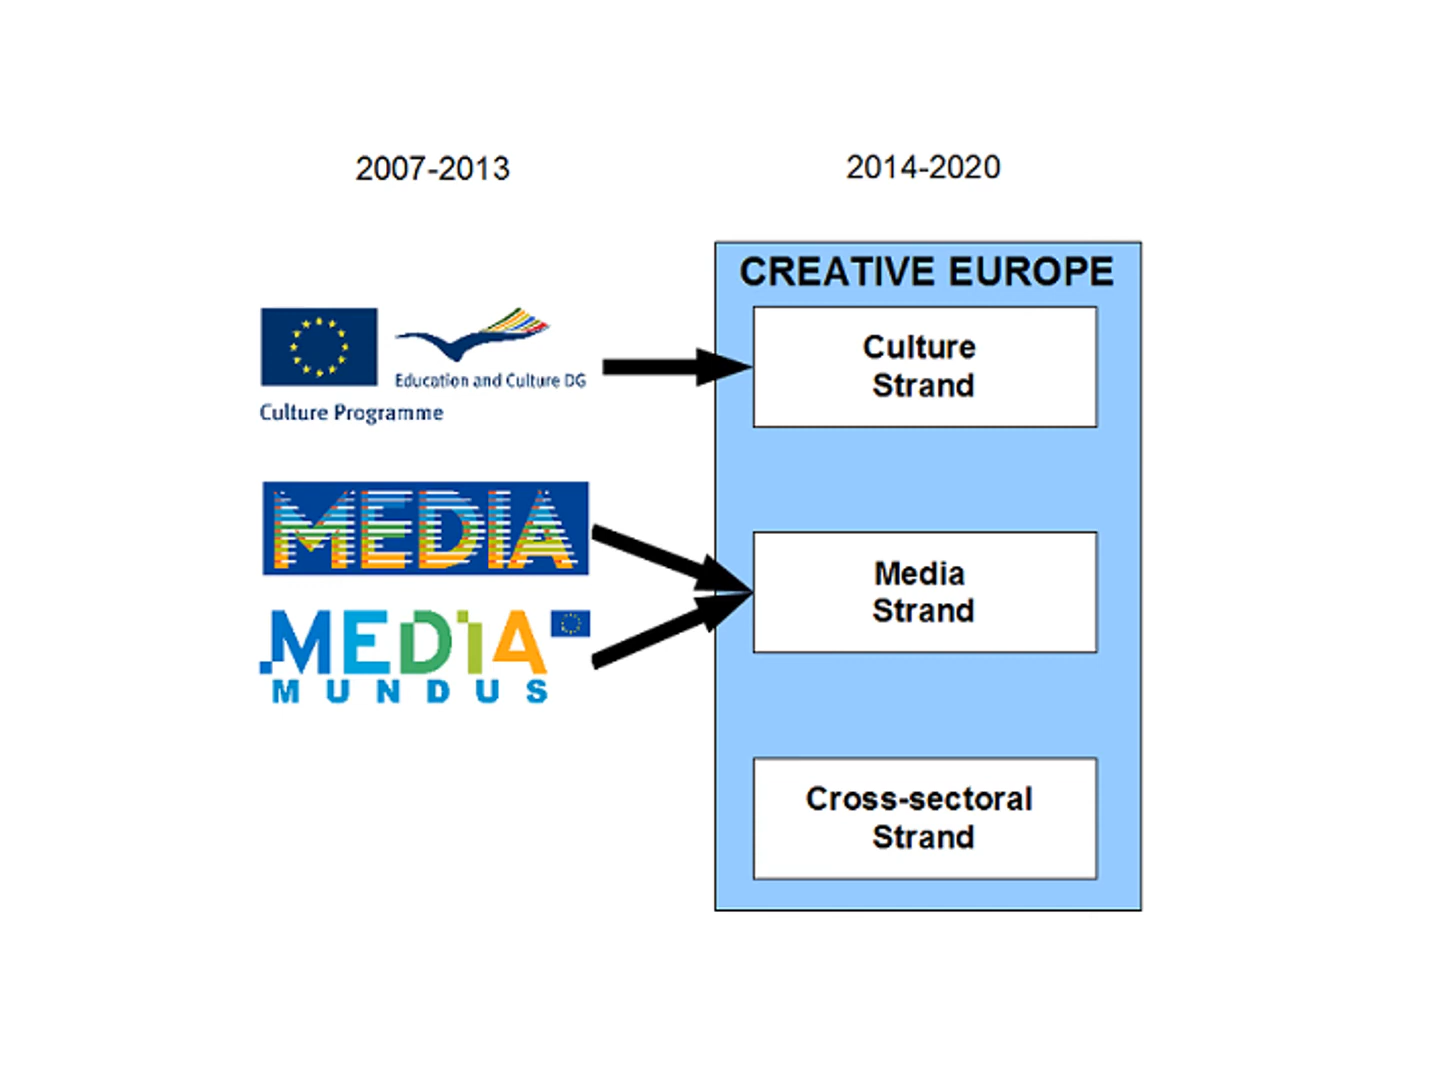 2007-2013
2014-2020
CREATIVE EUROPE
Education and Culture DG
Culture Programme
Culture
Strand
MEDIA
MEDiA
MUNDUS
Media
Strand
Cross-sectoral
Strand